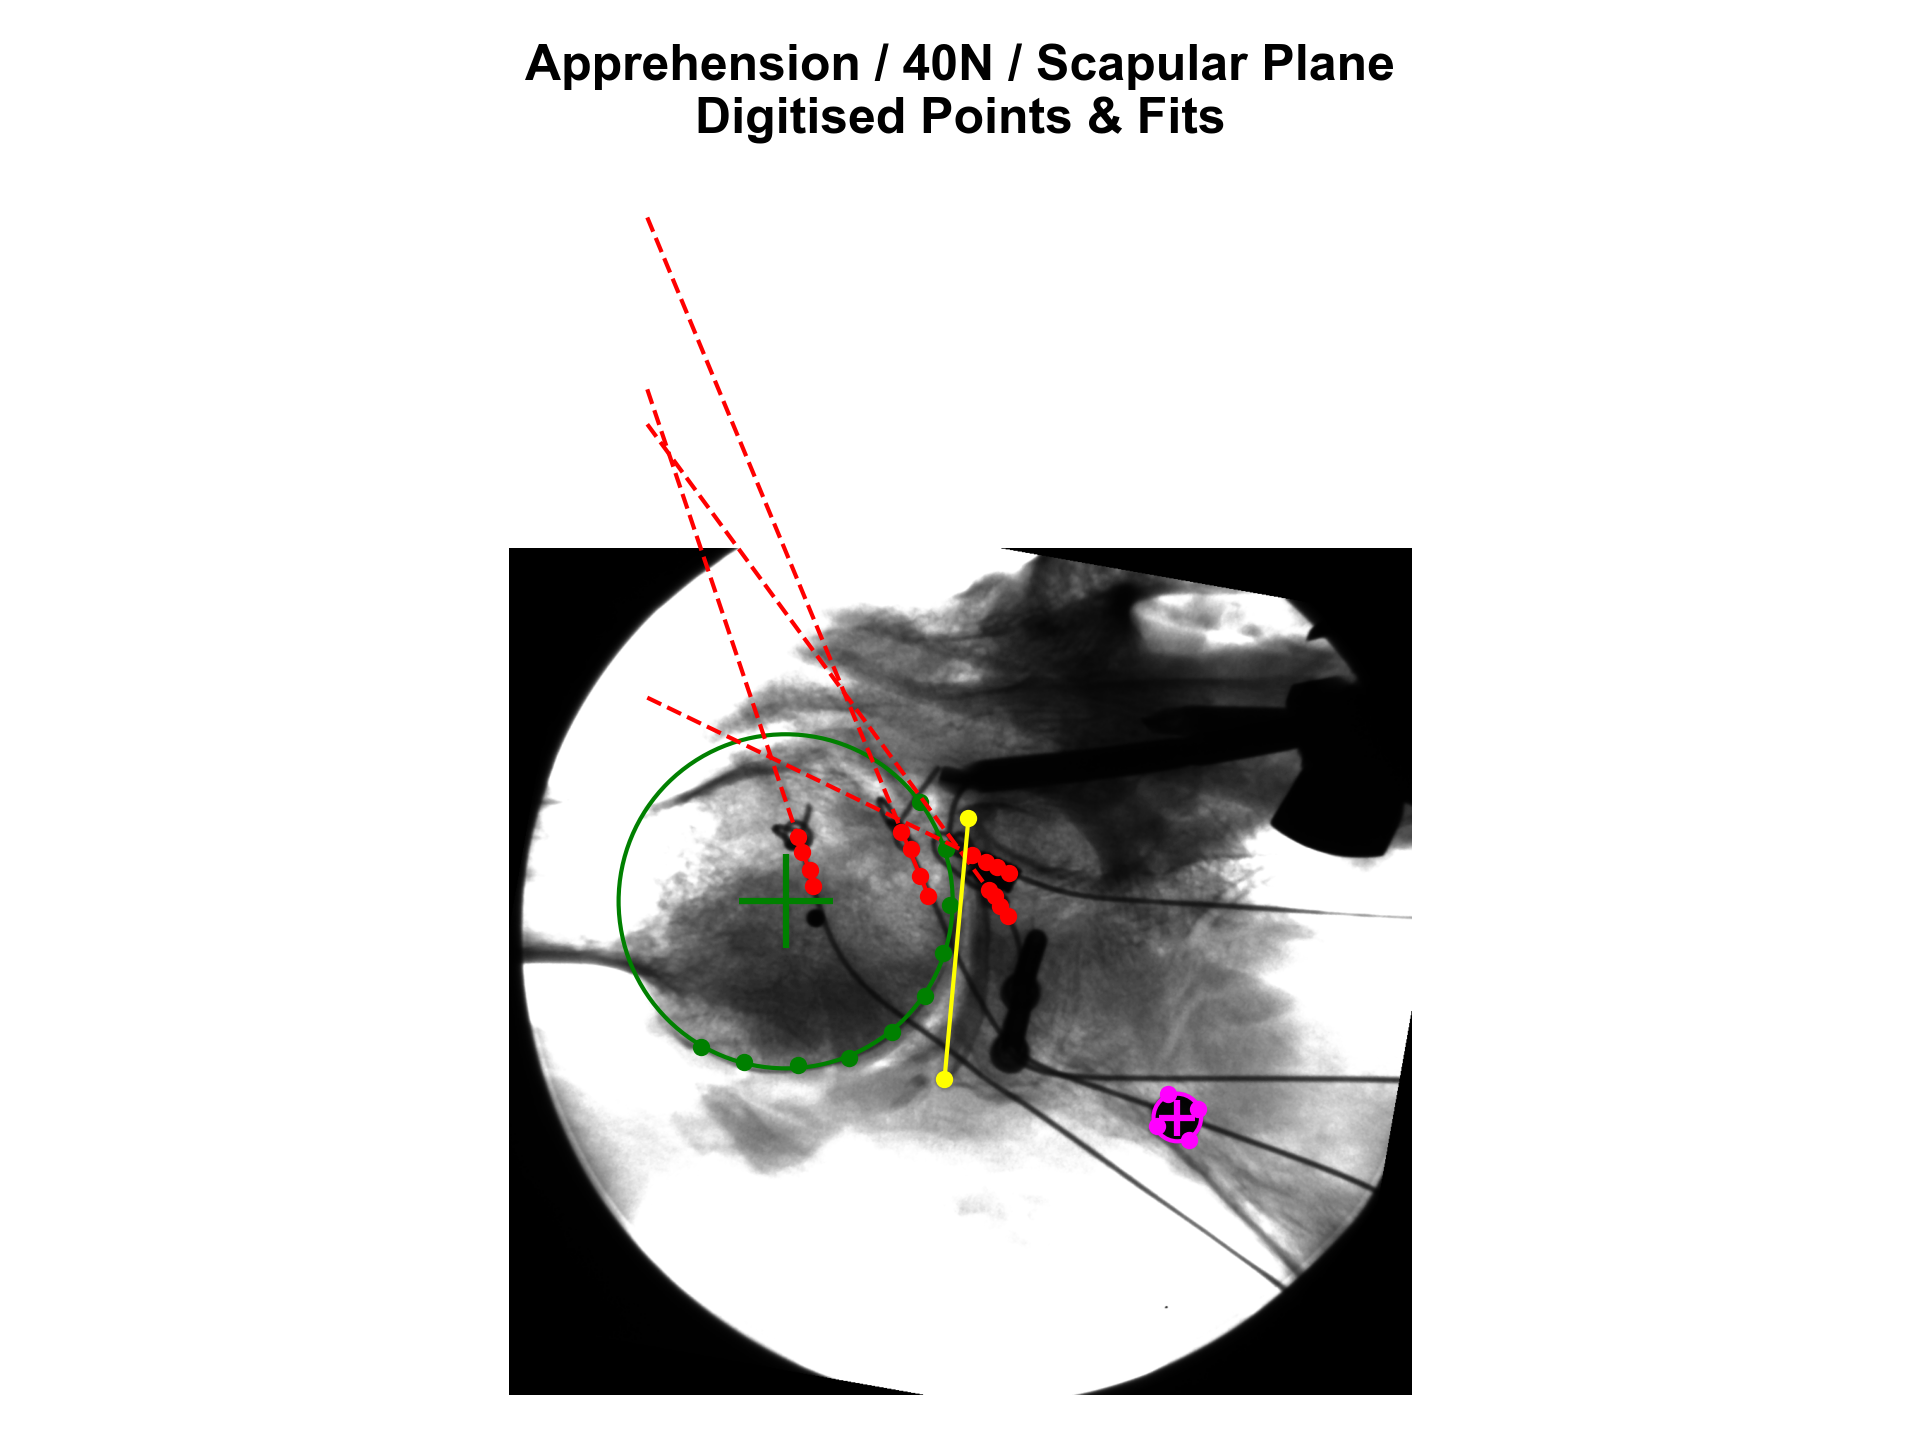 Apprehension / 40N / Scapular Plane
Digitised Points & Fits